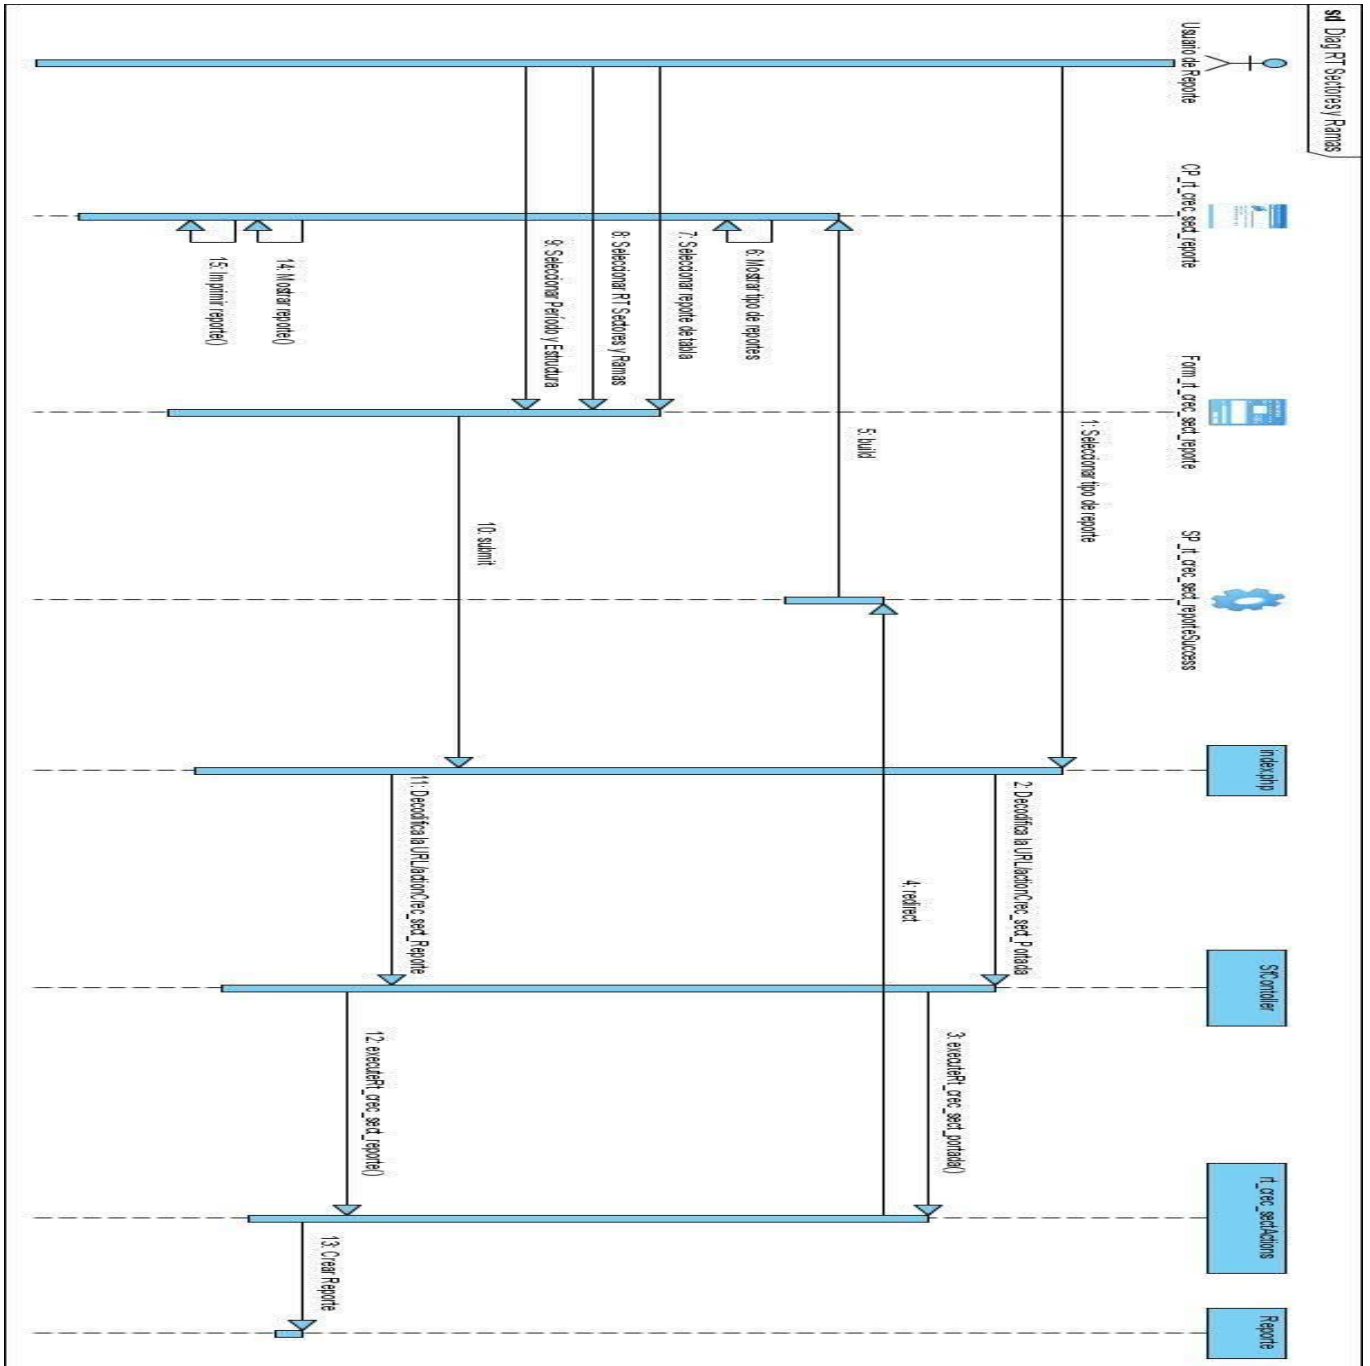 sd Diag RT Sectores y Ramas
Usuario de Reporte
CP_rt_crec_sect_reporte
Form_rt_crec_sect_reporte
SP_rt_crec_sect_reporteSuccess
index.php
SfContoller
rt_crec_sectActions
Reporte
1: Seleccionar tipo de reporte
2: Decodifica la URL/actionCrec_sect_Portada
3: executeRt_crec_sect_portada()
4: redirect
5: build
6: Mostrar tipo de reportes
7: Seleccionar reporte de tabla
8: Seleccionar RT Sectores y Ramas
9: Seleccionar Período y Estructura
10: submit
11: Decodifica la URL/actionCrec_sect_Reporte
12: executeRt_crec_sect_reporte()
13: Crear Reporte
14: Mostrar reporte()
15: Imprimir reporte()